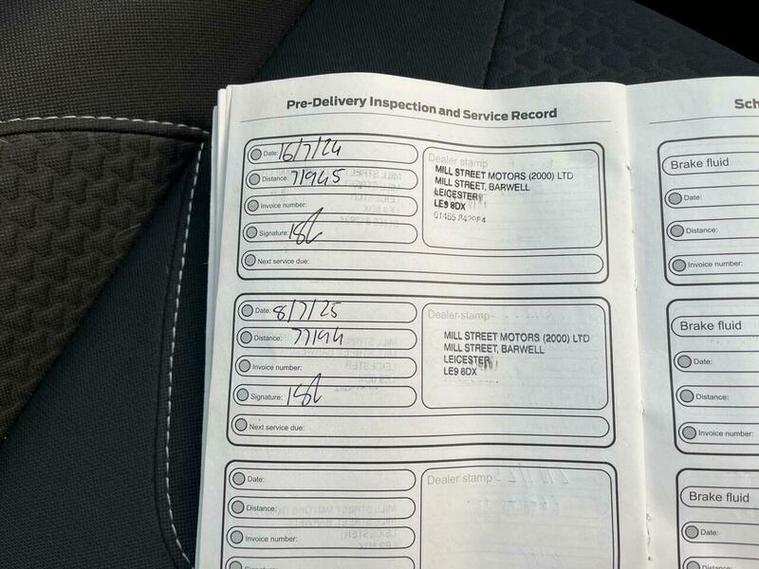 Pre-Delivery Inspection and Service Record
Date: 16/7/24
Distance: 71945
Invoice number:
Signature:
Next service due:
Dealer stamp
MILL STREET MOTORS (2000) LTD
MILL STREET, BARWELL
LEICESTER
LE9 8DX
01455
Date: 8/7/25
Distance: 77194
Invoice number:
Signature:
Next service due:
Dealer stamp
MILL STREET MOTORS (2000) LTD
MILL STREET, BARWELL
LEICESTER
LE9 8DX
Date:
Distance:
Invoice number:
Dealer stamp
Sch
Brake fluid
Date:
Distance:
Invoice number:
Brake fluid
Date:
Distance:
Invoice number:
Brake fluid
Date:
Distance: